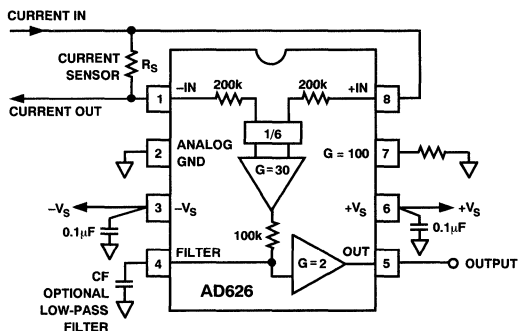 CURRENT IN
CURRENT
SENSOR
RS
CURRENT OUT
200k
200k
1
–IN
+IN
8
1/6
2
ANALOG
GND
G = 100
7
G = 30
–VS
3
–VS
+VS
6
+VS
0.1µF
0.1µF
100k
4
FILTER
G = 2
OUT
5
OUTPUT
CF
OPTIONAL
LOW-PASS
FILTER
AD626